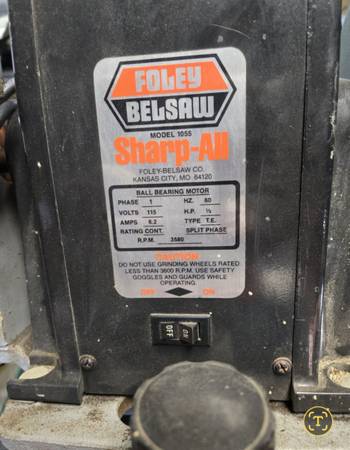 FOLEY
BELSAW
MODEL 1055
Sharp-All
FOLEY-BELSAW CO.
KANSAS CITY, MO 64120
BALL BEARING MOTOR
PHASE 1 HZ. 60
VOLTS 115 H.P. ⅓
AMPS 6.2 TYPE T.E.
RATING CONT. SPLIT PHASE
R.P.M. 3580
CAUTION
DO NOT USE GRINDING WHEELS RATED
LESS THAN 3600 R.P.M. USE SAFETY
GOGGLES AND GUARDS WHILE
OPERATING
OFF ON
OFF ON
T